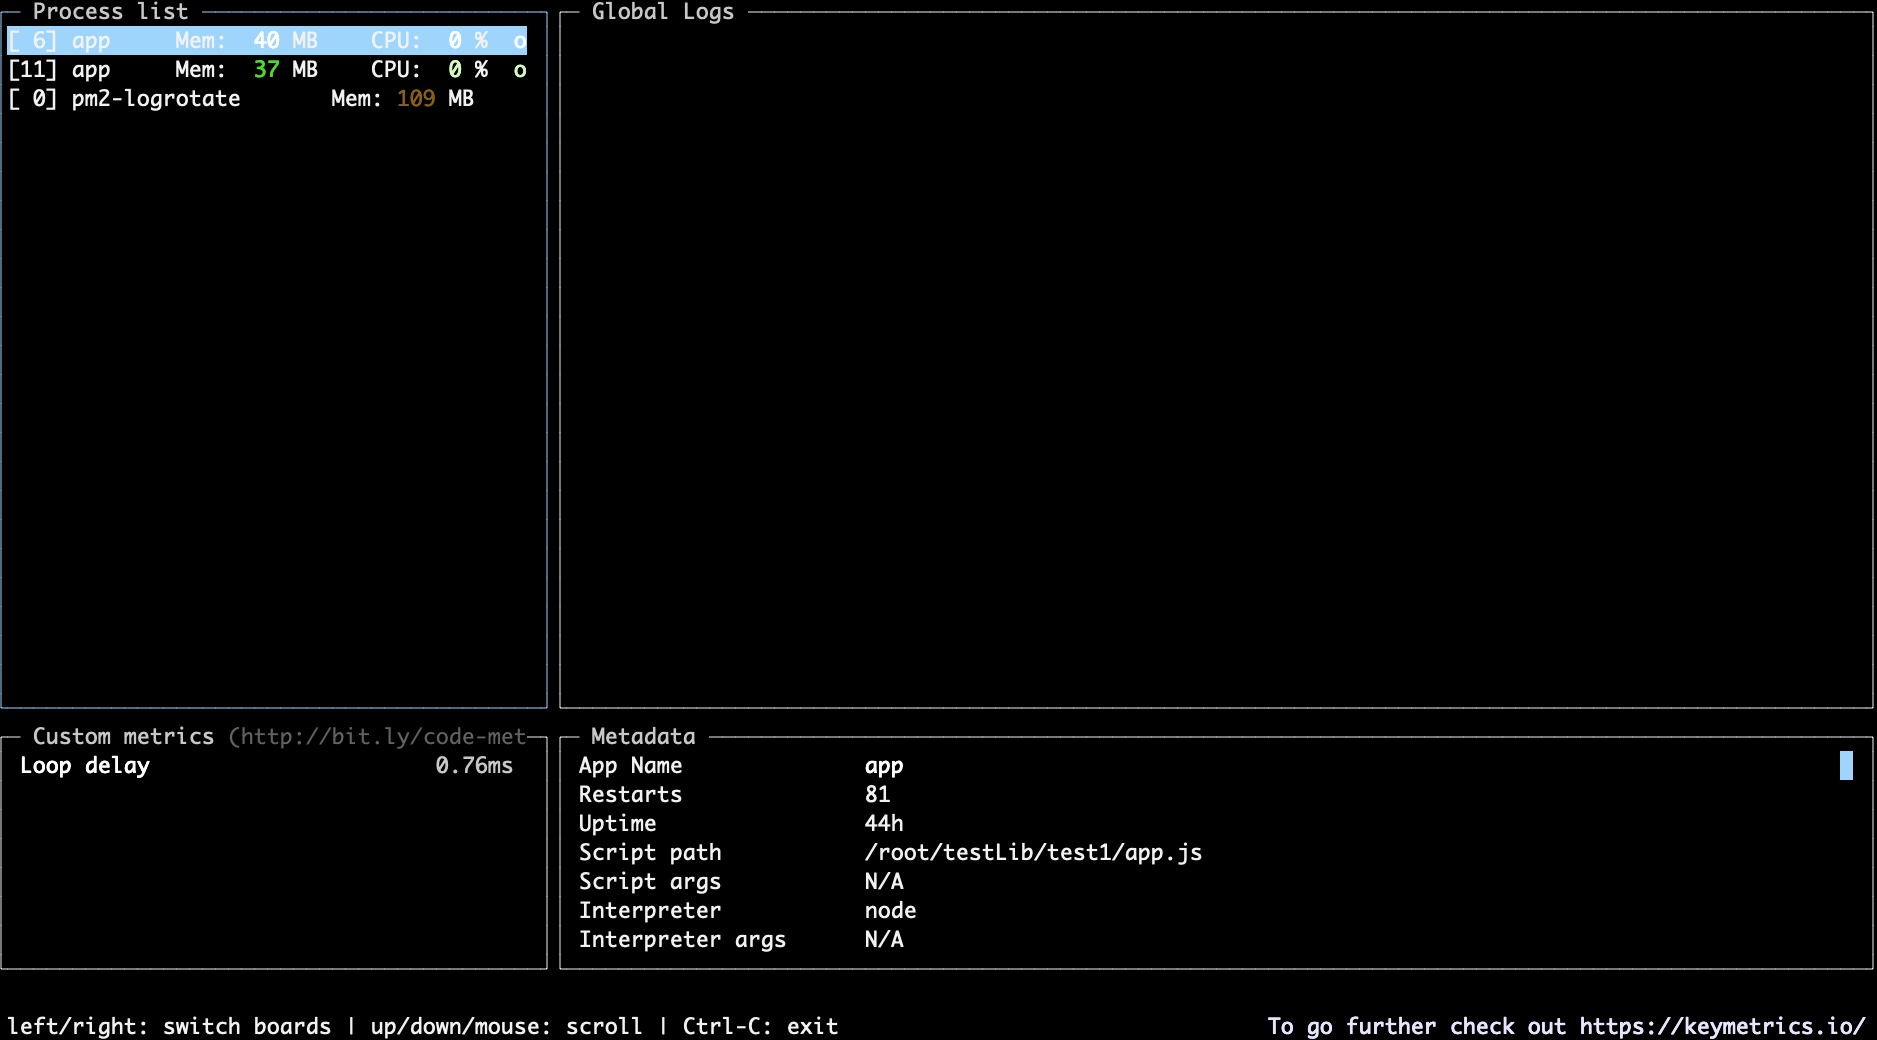 Process list
[ 6] app     Mem:  40 MB    CPU:  0 %  o
[11] app     Mem:  37 MB    CPU:  0 %  o
[ 0] pm2-logrotate       Mem: 109 MB
Global Logs
Custom metrics (http://bit.ly/code-met
Loop delay                      0.76ms
Metadata
App Name              app
Restarts              81
Uptime                44h
Script path           /root/testLib/test1/app.js
Script args           N/A
Interpreter           node
Interpreter args      N/A
left/right: switch boards | up/down/mouse: scroll | Ctrl-C: exit
To go further check out https://keymetrics.io/